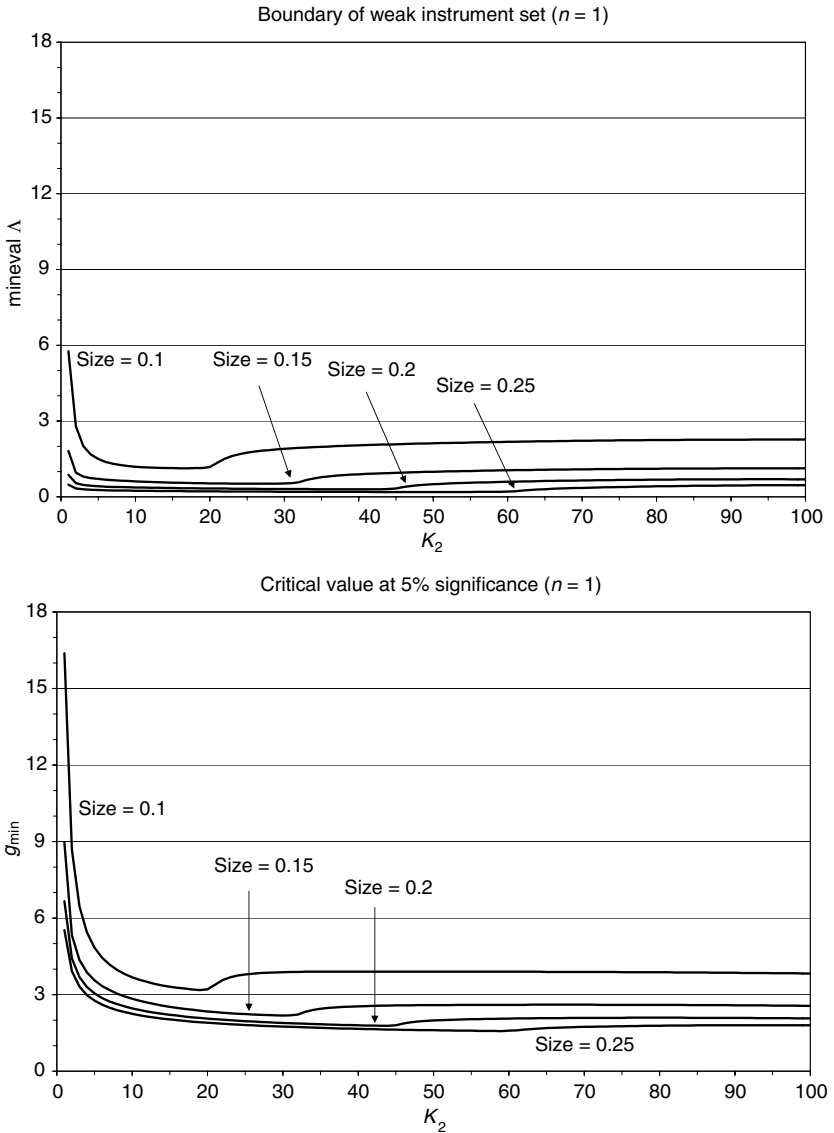 Boundary of weak instrument set (n = 1)
18
15
12
9
6
3
0
mineval Λ
Size = 0.1
Size = 0.15
Size = 0.2
Size = 0.25
0 10 20 30 40 50 60 70 80 90 100
K2
Critical value at 5% significance (n = 1)
18
15
12
9
6
3
0
gmin
Size = 0.1
Size = 0.15
Size = 0.2
Size = 0.25
0 10 20 30 40 50 60 70 80 90 100
K2